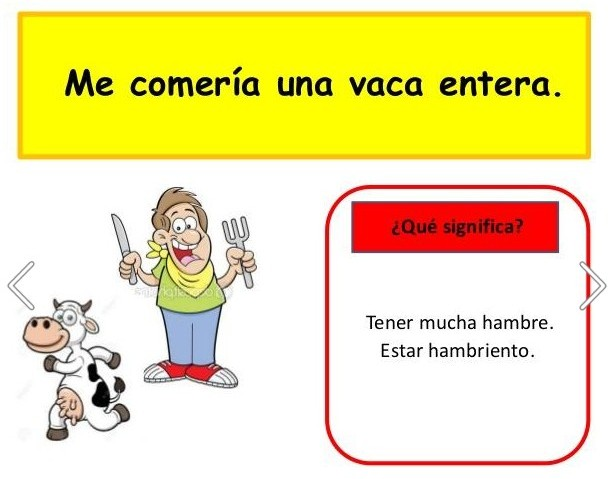 Me comería una vaca entera.
¿Qué significa?
Tener mucha hambre.
Estar hambriento.